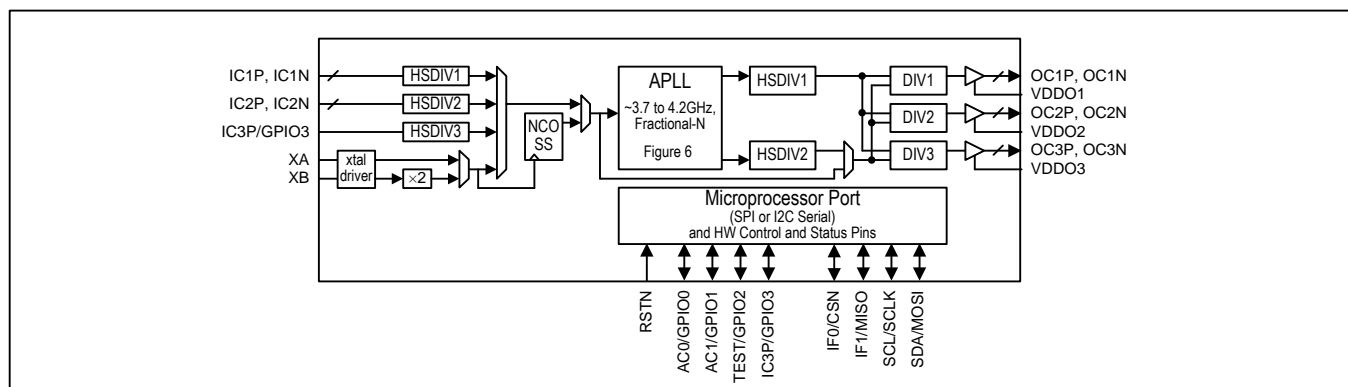 IC1P, IC1N
HSDIV1
IC2P, IC2N
HSDIV2
IC3P/GPIO3
HSDIV3
XA
XB
xtal
driver
×2
NCO
SS
APLL
~3.7 to 4.2GHz,
Fractional-N
Figure 6
HSDIV1
HSDIV2
DIV1
DIV2
DIV3
OC1P, OC1N
VDDO1
OC2P, OC2N
VDDO2
OC3P, OC3N
VDDO3
Microprocessor Port
(SPI or I2C Serial)
and HW Control and Status Pins
RSTN
AC0/GPIO0
AC1/GPIO1
TEST/GPIO2
IC3P/GPIO3
IF0/CSN
IF1/MISO
SCL/SCLK
SDA/MOSI